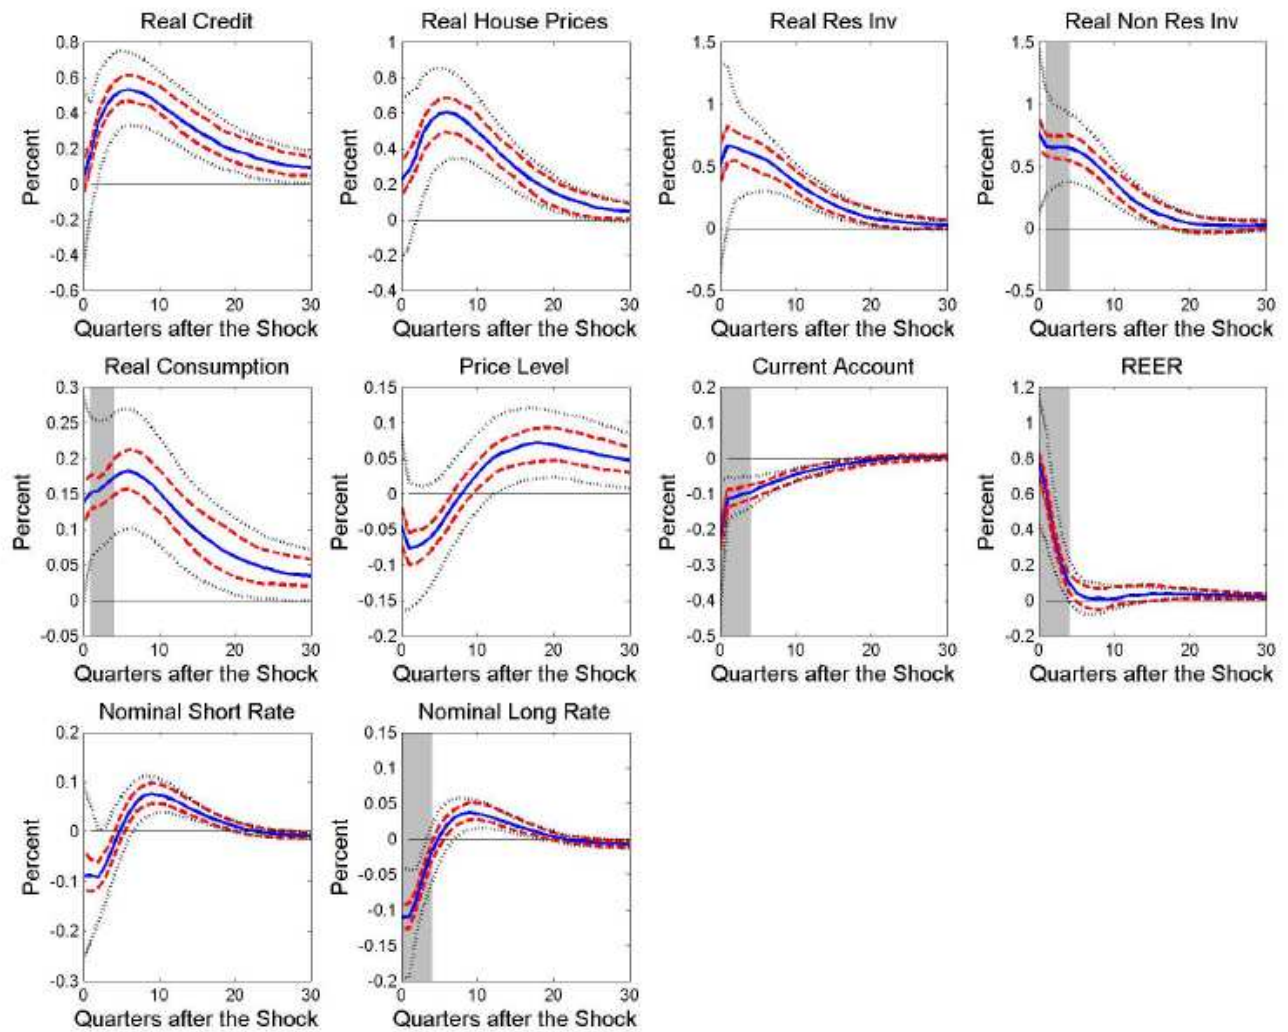 Real Credit
Percent
0.8
0.6
0.4
0.2
0
-0.2
-0.4
-0.6
0 10 20 30
Quarters after the Shock
Real House Prices
Percent
1
0.8
0.6
0.4
0.2
0
-0.2
-0.4
0 10 20 30
Quarters after the Shock
Real Res Inv
Percent
1.5
1
0.5
0
-0.5
0 10 20 30
Quarters after the Shock
Real Non Res Inv
Percent
1.5
1
0.5
0
-0.5
0 10 20 30
Quarters after the Shock
Real Consumption
Percent
0.3
0.25
0.2
0.15
0.1
0.05
0
-0.05
0 10 20 30
Quarters after the Shock
Price Level
Percent
0.15
0.1
0.05
0
-0.05
-0.1
-0.15
-0.2
0 10 20 30
Quarters after the Shock
Current Account
Percent
0.2
0.1
0
-0.1
-0.2
-0.3
-0.4
-0.5
0 10 20 30
Quarters after the Shock
REER
Percent
1.2
1
0.8
0.6
0.4
0.2
0
-0.2
0 10 20 30
Quarters after the Shock
Nominal Short Rate
Percent
0.2
0.1
0
-0.1
-0.2
-0.3
0 10 20 30
Quarters after the Shock
Nominal Long Rate
Percent
0.15
0.1
0.05
0
-0.05
-0.1
-0.15
-0.2
0 10 20 30
Quarters after the Shock